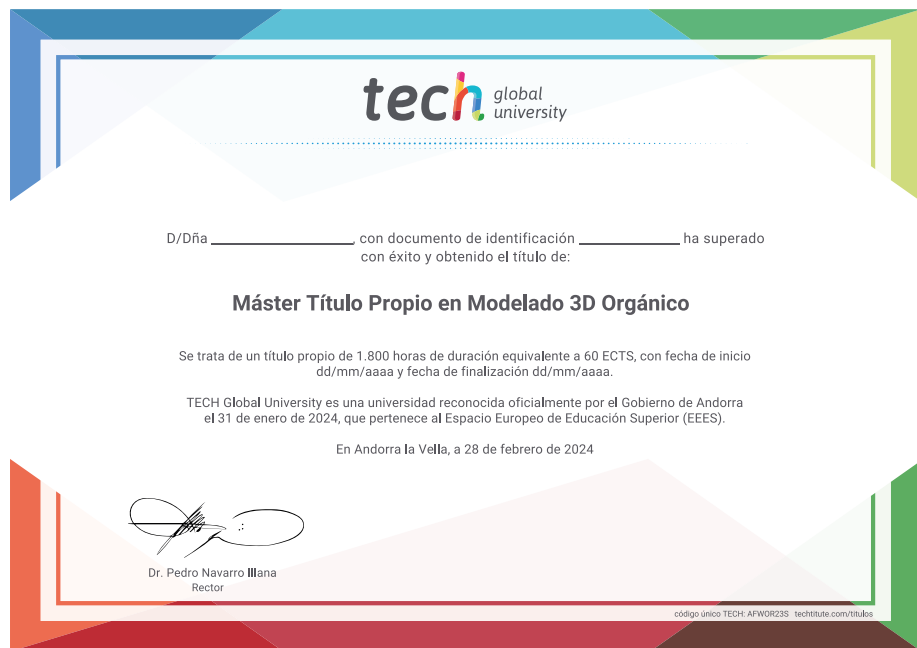 tech global university
D/Dña ________________, con documento de identificación ____________ ha superado
con éxito y obtenido el título de:
Máster Título Propio en Modelado 3D Orgánico
Se trata de un título propio de 1.800 horas de duración equivalente a 60 ECTS, con fecha de inicio
dd/mm/aaaa y fecha de finalización dd/mm/aaaa.
TECH Global University es una universidad reconocida oficialmente por el Gobierno de Andorra
el 31 de enero de 2024, que pertenece al Espacio Europeo de Educación Superior (EEES).
En Andorra la Vella, a 28 de febrero de 2024
Dr. Pedro Navarro Illana
Rector
código único TECH: AFWOR23S techtitute.com/titulos